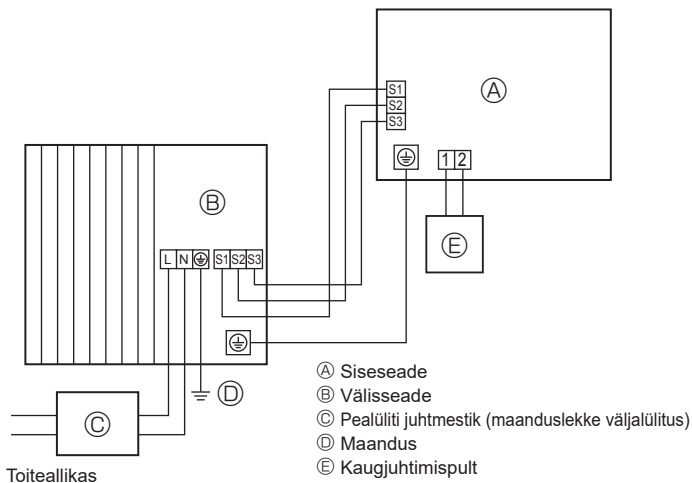 S1
S2
S3
Ⓐ
1 2
Ⓑ
Ⓔ
L N S1 S2 S3
Ⓓ
Ⓒ
Toiteallikas
Ⓐ Siseseade
Ⓑ Välisseade
Ⓒ Pealüliti juhtmestik (maanduslekke väljalülitus)
Ⓓ Maandus
Ⓔ Kaugjuhtimispult